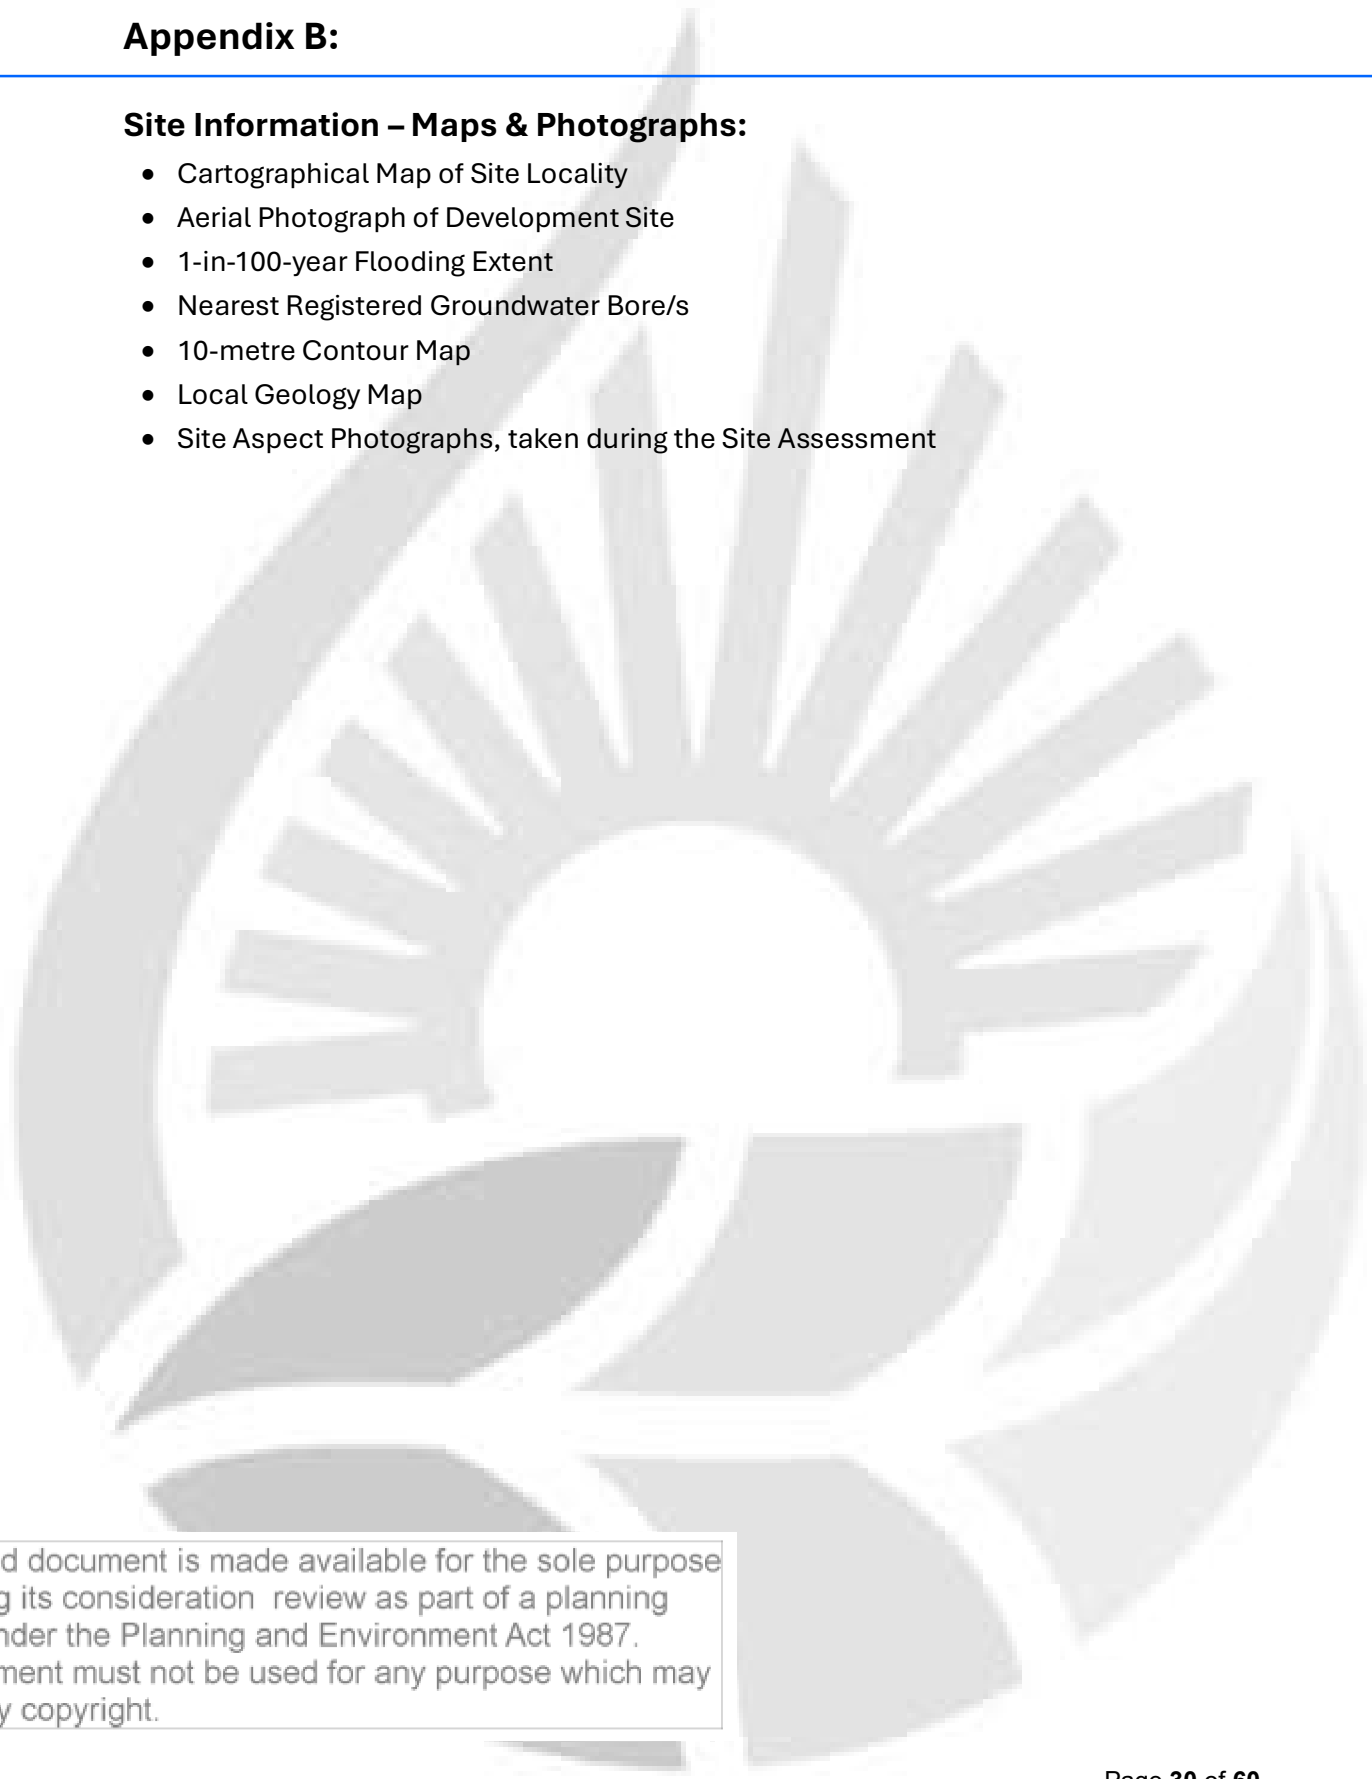 Appendix B:
Site Information – Maps & Photographs:
• Cartographical Map of Site Locality
• Aerial Photograph of Development Site
• 1-in-100-year Flooding Extent
• Nearest Registered Groundwater Bore/s
• 10-metre Contour Map
• Local Geology Map
• Site Aspect Photographs, taken during the Site Assessment
d document is made available for the sole purpose
g its consideration review as part of a planning
nder the Planning and Environment Act 1987.
ment must not be used for any purpose which may
y copyright.
Page 30 of 60